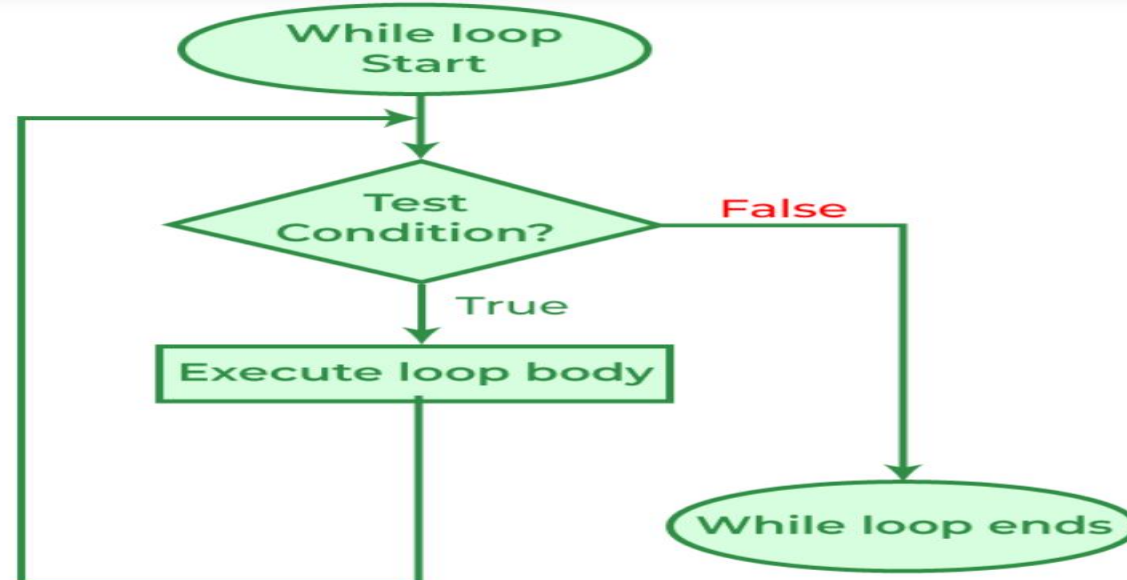 While loop
Start
Test
Condition?
False
True
Execute loop body
While loop ends